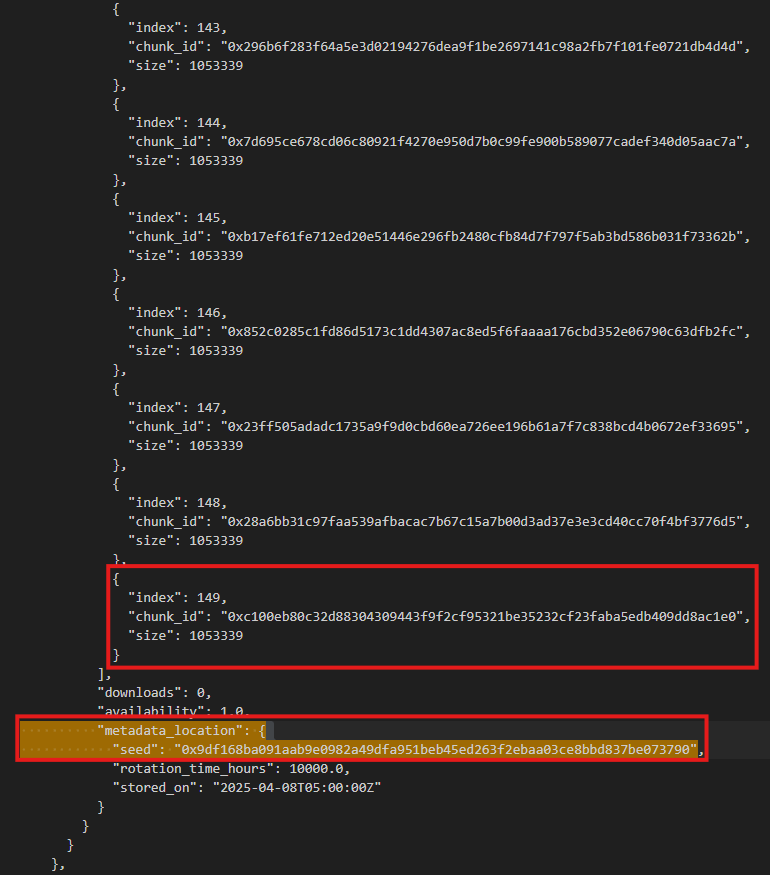 {
"index": 143,
"chunk_id": "0x296b6f283f64a5e3d02194276dea9f1be2697141c98a2fb7f101fe0721db4d4d",
"size": 1053339
},
{
"index": 144,
"chunk_id": "0x7d695ce678cd06c80921f4270e950d7b0c99fe900b589077cadef340d05aac7a",
"size": 1053339
},
{
"index": 145,
"chunk_id": "0xb17ef61fe712ed20e51446e296fb2480cfb84d7f797f5ab3bd586b031f73362b",
"size": 1053339
},
{
"index": 146,
"chunk_id": "0x852c0285c1fd86d5173c1dd4307ac8ed5f6faaaa176cbd352e06790c63dfb2fc",
"size": 1053339
},
{
"index": 147,
"chunk_id": "0x23ff505adadc1735a9f9d0cbd60ea726ee196b61a7f7c838bcd4b0672ef33695",
"size": 1053339
},
{
"index": 148,
"chunk_id": "0x28a6bb31c97faa539afbacac7b67c15a7b00d3ad37e3e3cd40cc70f4bf3776d5",
"size": 1053339
},
{
"index": 149,
"chunk_id": "0xc100eb80c32d88304309443f9f2cf95321be35232cf23faba5edb409dd8ac1e0",
"size": 1053339
}
],
"downloads": 0,
"availability": 1.0,
"metadata_location": {
"seed": "0x9df168ba091aab9e0982a49dfa951beb45ed263f2ebaa03ce8bbd837be073790",
"rotation_time_hours": 10000.0,
"stored_on": "2025-04-08T05:00:00Z"
}
}
}
},